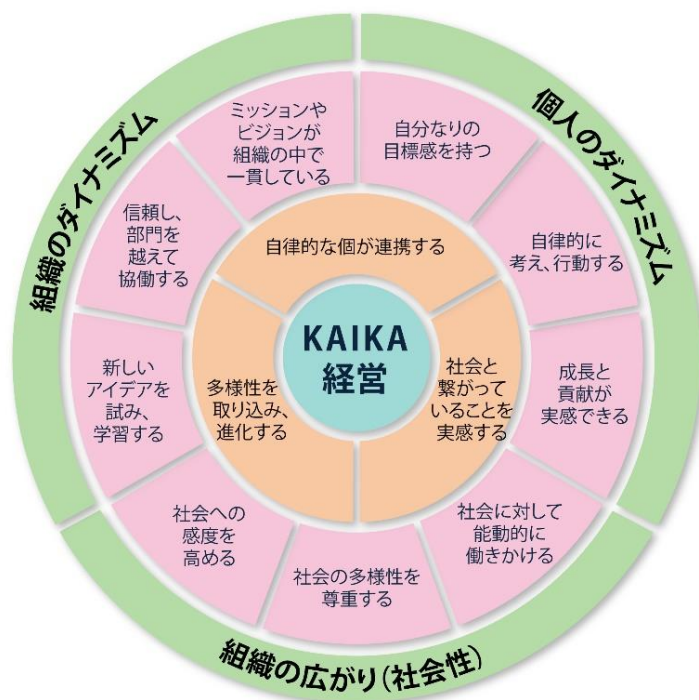 組織のダイナミズム
個人のダイナミズム
組織の広がり(社会性)
ミッションや
ビジョンが
組織の中で
一貫している
自分なりの
目標感を持つ
信頼し、
部門を
越えて
協働する
自律的に
考え、行動する
新しい
アイデアを
試み、
学習する
成長と
貢献が
実感できる
社会への
感度を
高める
社会の多様性を
尊重する
社会に対して
能動的に
働きかける
自律的な個が連携する
多様性を
取り込み、
進化する
社会と
繋がって
いることを
実感する
KAIKA
経営